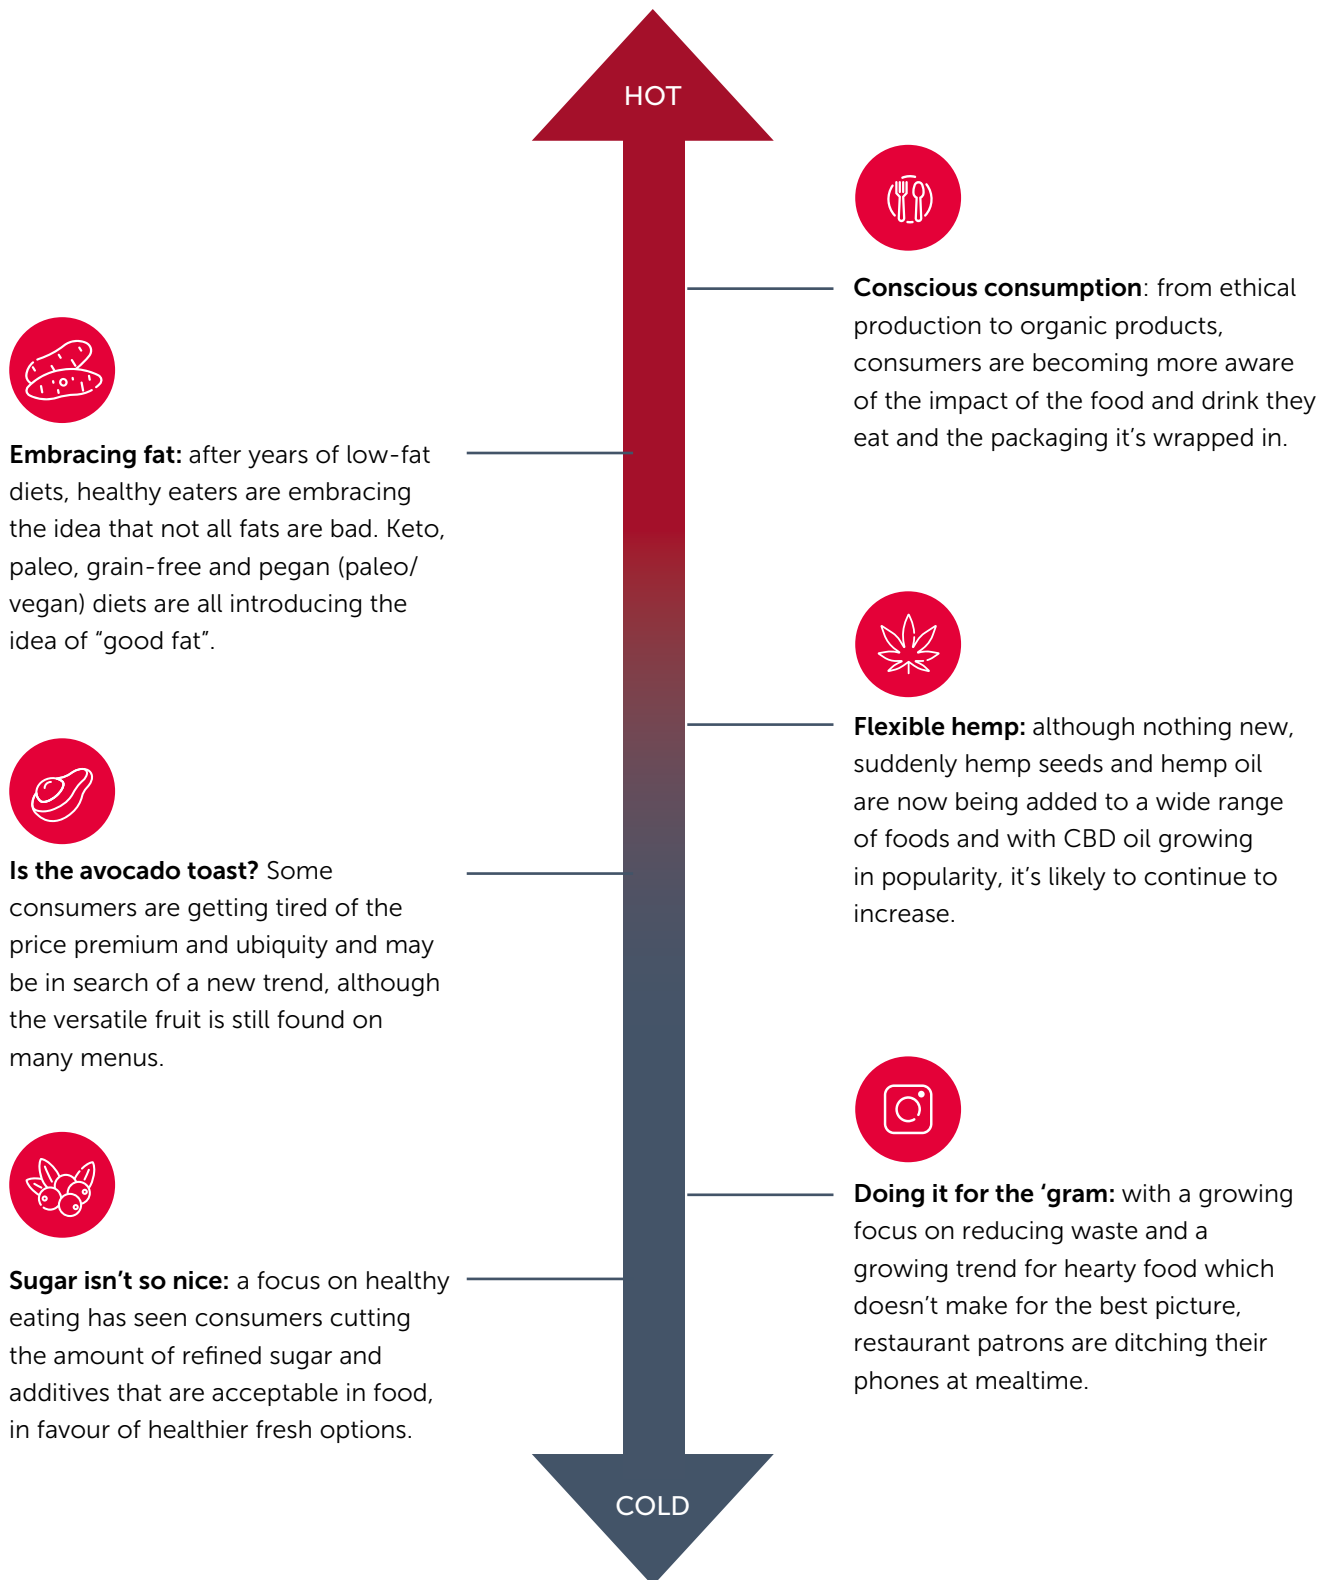 HOT
Conscious consumption: from ethical
production to organic products,
consumers are becoming more aware
of the impact of the food and drink they
eat and the packaging it’s wrapped in.
Embracing fat: after years of low-fat
diets, healthy eaters are embracing
the idea that not all fats are bad. Keto,
paleo, grain-free and pegan (paleo/
vegan) diets are all introducing the
idea of “good fat”.
Flexible hemp: although nothing new,
suddenly hemp seeds and hemp oil
are now being added to a wide range
of foods and with CBD oil growing
in popularity, it’s likely to continue to
increase.
Is the avocado toast? Some
consumers are getting tired of the
price premium and ubiquity and may
be in search of a new trend, although
the versatile fruit is still found on
many menus.
Doing it for the ‘gram: with a growing
focus on reducing waste and a
growing trend for hearty food which
doesn’t make for the best picture,
restaurant patrons are ditching their
phones at mealtime.
Sugar isn’t so nice: a focus on healthy
eating has seen consumers cutting
the amount of refined sugar and
additives that are acceptable in food,
in favour of healthier fresh options.
COLD